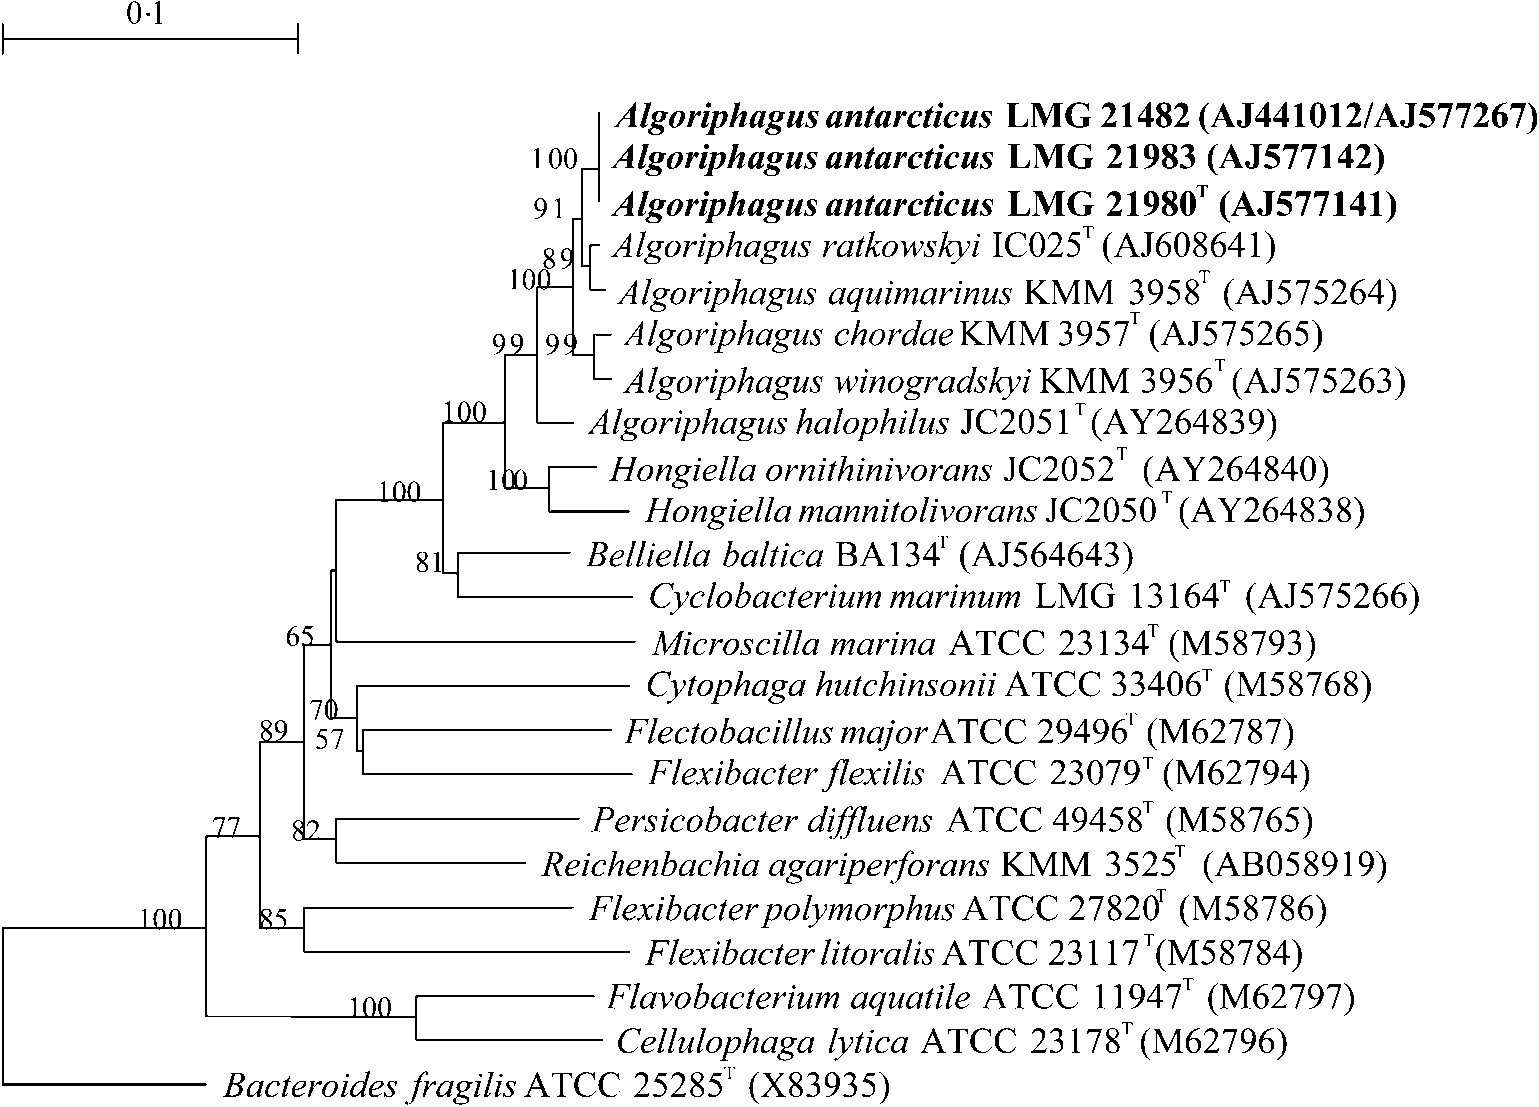 0·1
Algoriphagus antarcticus LMG 21482 (AJ441012/AJ577267)
100
Algoriphagus antarcticus LMG 21983 (AJ577142)
91
Algoriphagus antarcticus LMG 21980T (AJ577141)
Algoriphagus ratkowskyi IC025T (AJ608641)
89
100
Algoriphagus aquimarinus KMM 3958T (AJ575264)
Algoriphagus chordae KMM 3957T (AJ575265)
99
99
Algoriphagus winogradskyi KMM 3956T (AJ575263)
100
Algoriphagus halophilus JC2051T (AY264839)
Hongiella ornithinivorans JC2052T (AY264840)
100
100
Hongiella mannitolivorans JC2050T (AY264838)
Belliella baltica BA134T (AJ564643)
81
Cyclobacterium marinum LMG 13164T (AJ575266)
65
Microscilla marina ATCC 23134T (M58793)
Cytophaga hutchinsonii ATCC 33406T (M58768)
70
89
57
Flectobacillus major ATCC 29496T (M62787)
Flexibacter flexilis ATCC 23079T (M62794)
Persicobacter diffluens ATCC 49458T (M58765)
77
82
Reichenbachia agariperforans KMM 3525T (AB058919)
Flexibacter polymorphus ATCC 27820T (M58786)
100
85
Flexibacter litoralis ATCC 23117T (M58784)
Flavobacterium aquatile ATCC 11947T (M62797)
100
Cellulophaga lytica ATCC 23178T (M62796)
Bacteroides fragilis ATCC 25285T (X83935)